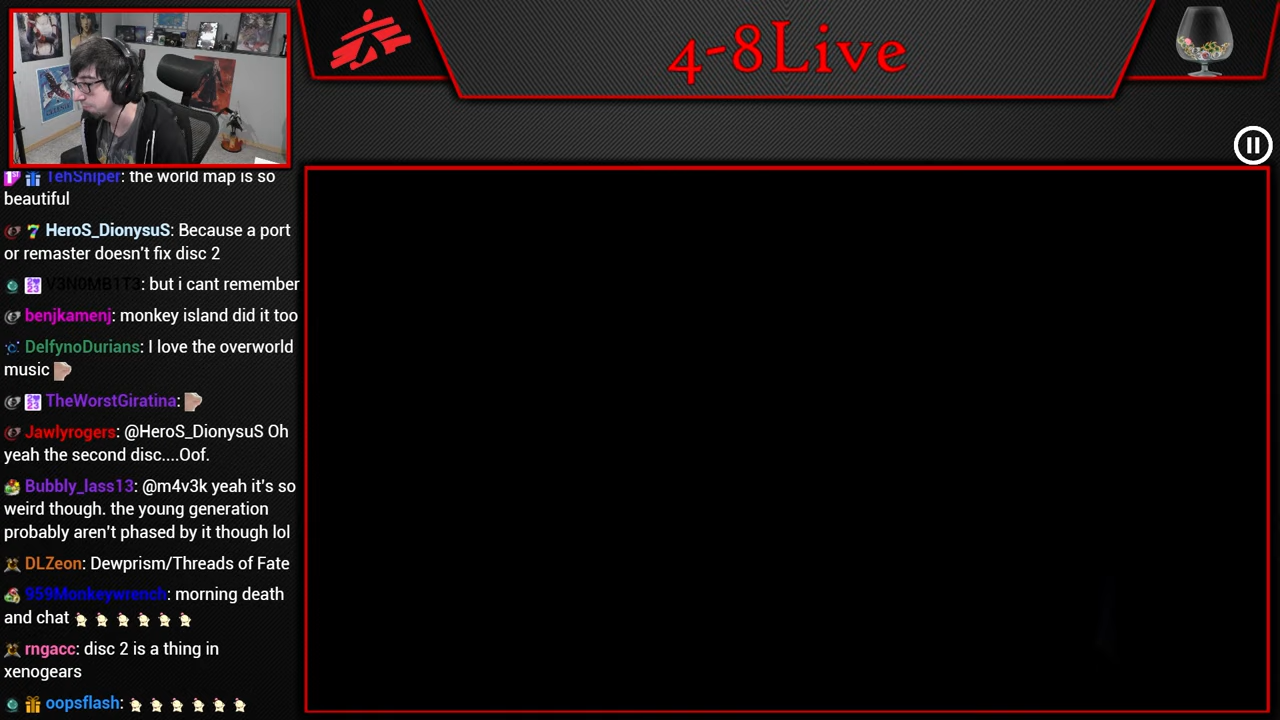 4-8Live
TehSniper: the world map is so
beautiful
HeroS_DionysuS: Because a port
or remaster doesn't fix disc 2
V3N0MB1T3: but i cant remember
benjkamenj: monkey island did it too
DelfynoDurians: I love the overworld
music
TheWorstGiratina:
Jawlyrogers: @HeroS_DionysuS Oh
yeah the second disc....Oof.
Bubbly_lass13: @m4v3k yeah it's so
weird though. the young generation
probably aren't phased by it though lol
DLZeon: Dewprism/Threads of Fate
959Monkeywrench: morning death
and chat
rngacc: disc 2 is a thing in
xenogears
oopsflash: